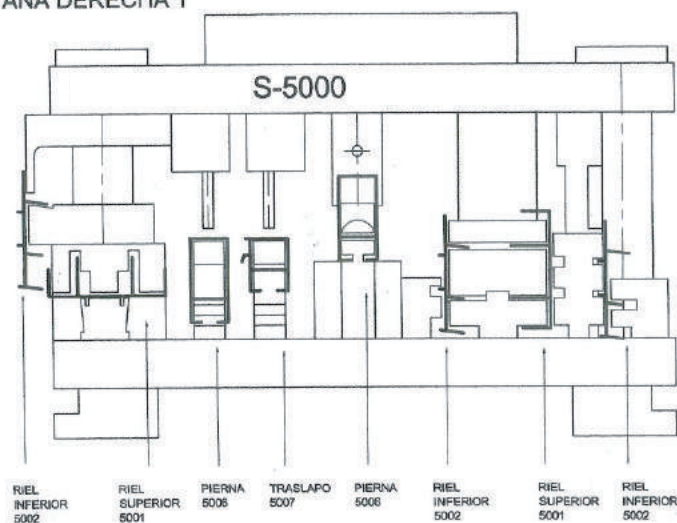 ANA DERECHA 1
S-5000
RIEL
INFERIOR
5002
RIEL
SUPERIOR
5001
PIERNA
5006
TRASLAPO
5007
PIERNA
5006
RIEL
INFERIOR
5002
RIEL
SUPERIOR
5001
RIEL
INFERIOR
5002